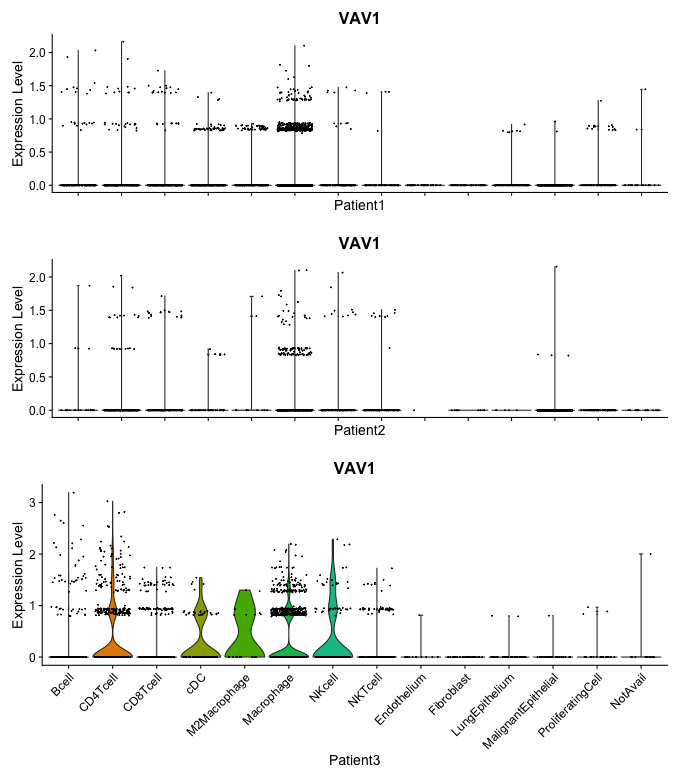 VAV1
Expression Level
2.0
1.5
1.0
0.5
0.0
Patient1
VAV1
Expression Level
2.0
1.5
1.0
0.5
0.0
Patient2
VAV1
Expression Level
3
2
1
0
Bcell
CD4Tcell
CD8Tcell
cDC
M2Macrophage
Macrophage
NKcell
NKTcell
Endothelium
Fibroblast
LungEpithelium
MalignantEpithelial
ProliferatingCell
NotAvail
Patient3